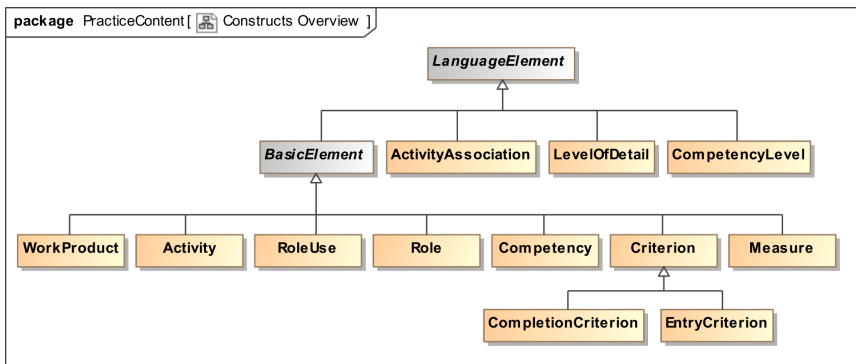 package PracticeContent [ Constructs Overview ]
LanguageElement
BasicElement ActivityAssociation LevelOfDetail CompetencyLevel
WorkProduct Activity RoleUse Role Competency Criterion Measure
CompletionCriterion EntryCriterion